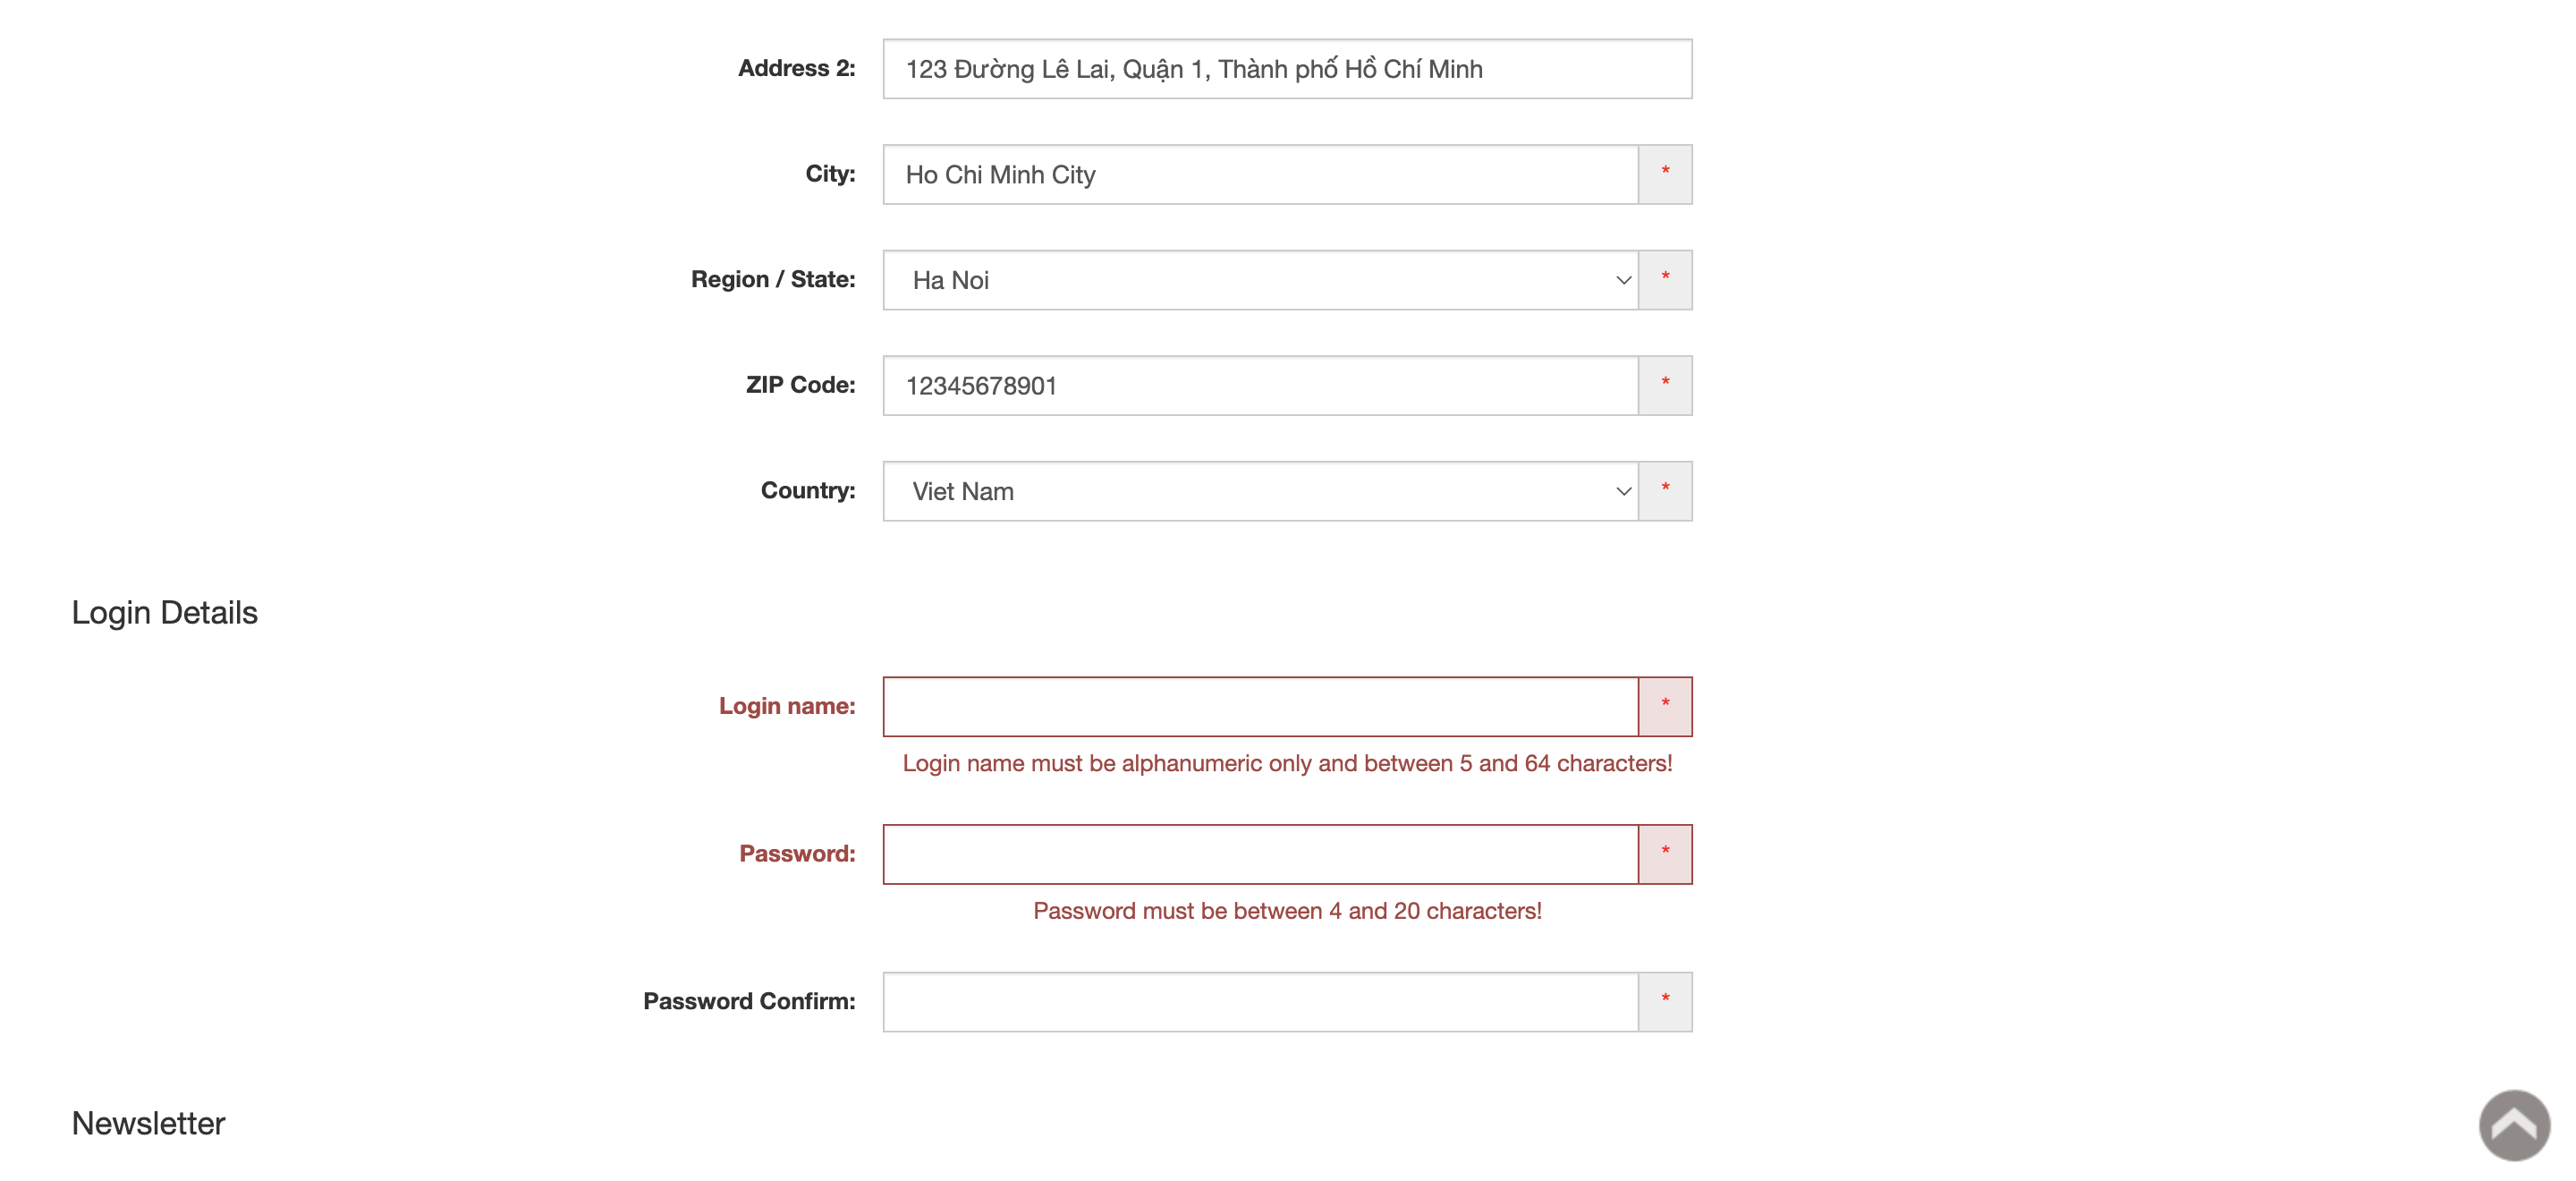 Address 2: 123 Đường Lê Lai, Quận 1, Thành phố Hồ Chí Minh
City: Ho Chi Minh City *
Region / State: Ha Noi *
ZIP Code: 12345678901 *
Country: Viet Nam *
Login Details
Login name: *
Login name must be alphanumeric only and between 5 and 64 characters!
Password: *
Password must be between 4 and 20 characters!
Password Confirm: *
Newsletter